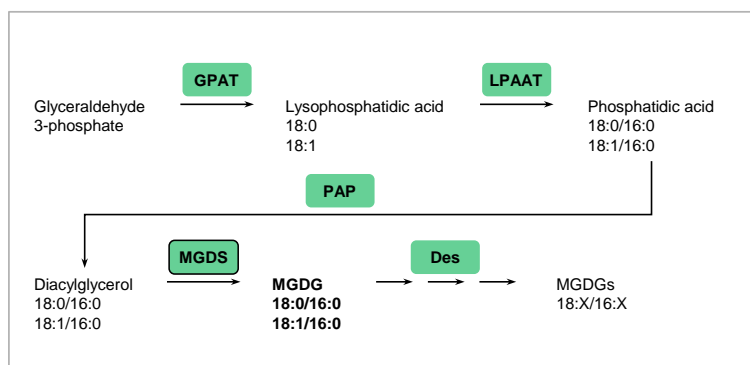 GPAT
LPAAT
Glyceraldehyde
3-phosphate
Lysophosphatidic acid
18:0
18:1
Phosphatidic acid
18:0/16:0
18:1/16:0
PAP
MGDS
Des
Diacylglycerol
18:0/16:0
18:1/16:0
MGDG
18:0/16:0
18:1/16:0
MGDGs
18:X/16:X